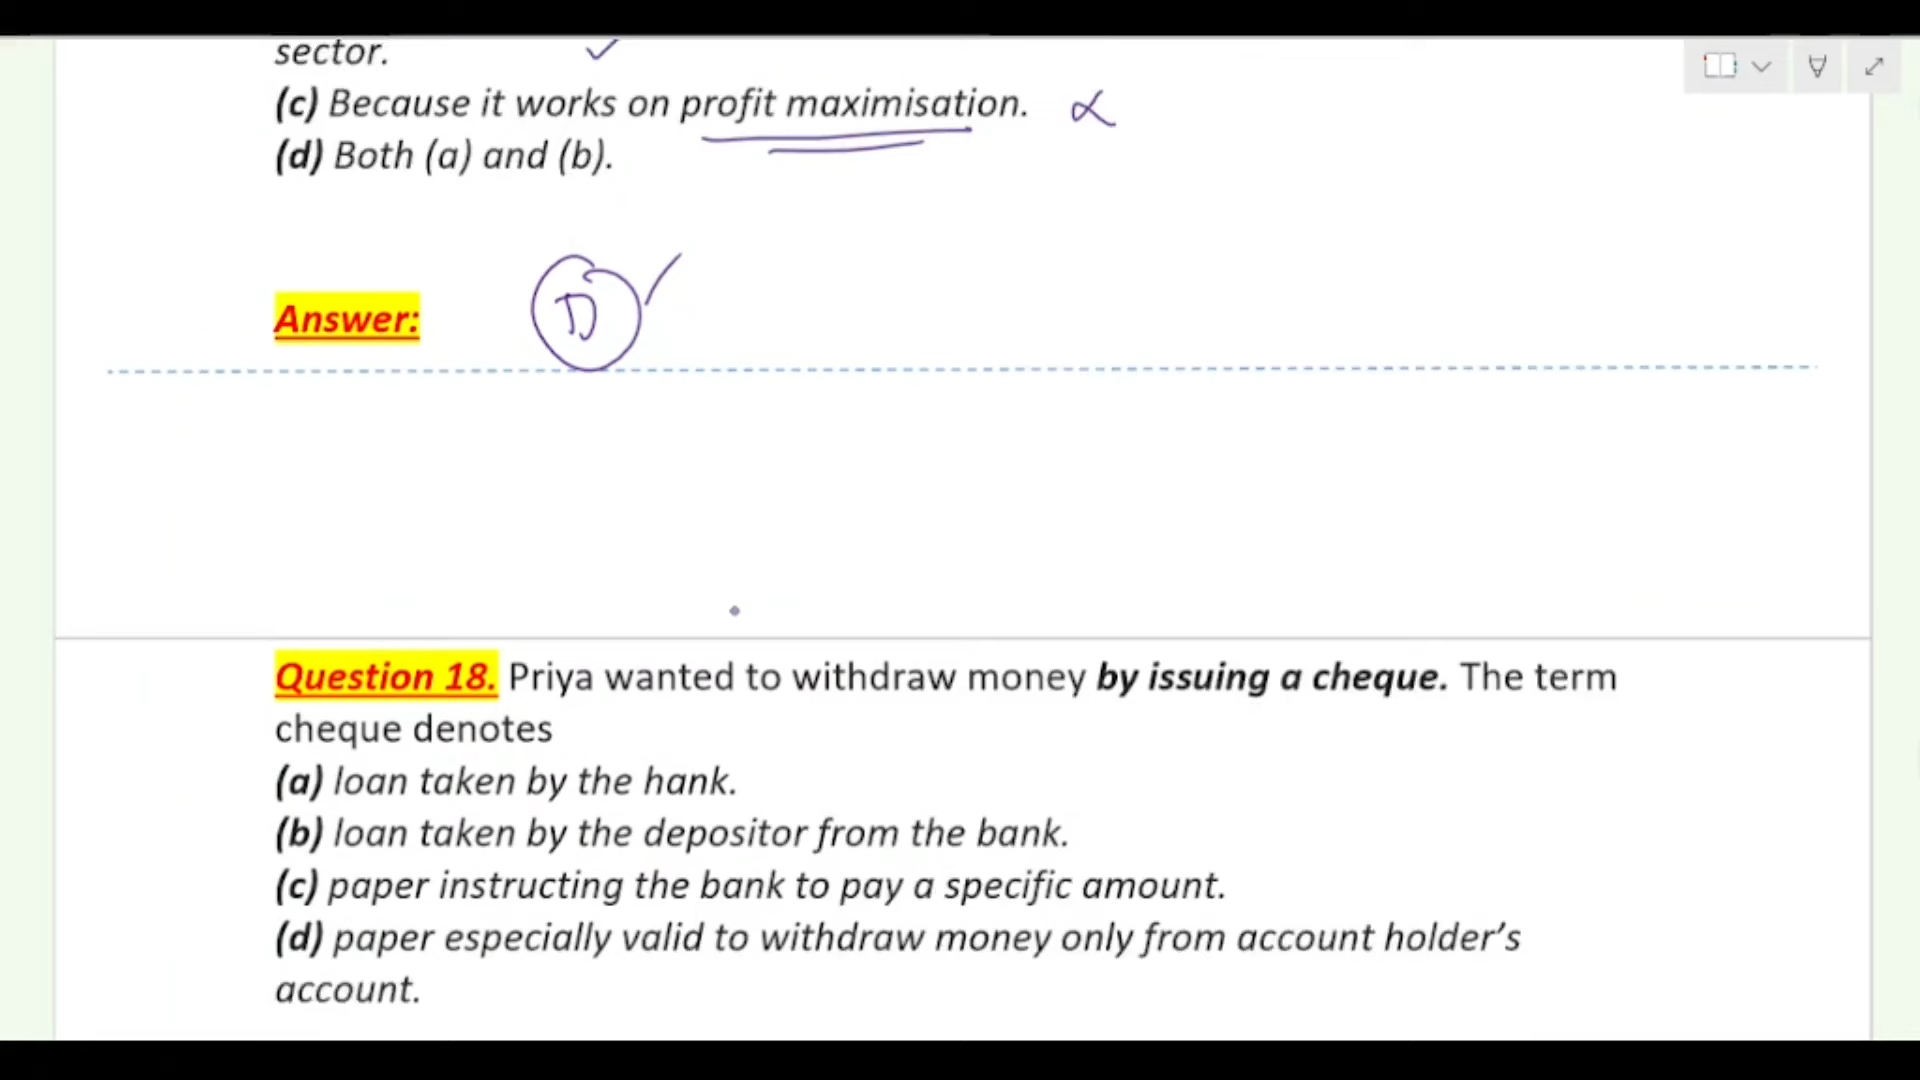 sector.
(c) Because it works on profit maximisation.
(d) Both (a) and (b).
Answer: D
Question 18. Priya wanted to withdraw money by issuing a cheque. The term
cheque denotes
(a) loan taken by the hank.
(b) loan taken by the depositor from the bank.
(c) paper instructing the bank to pay a specific amount.
(d) paper especially valid to withdraw money only from account holder’s
account.